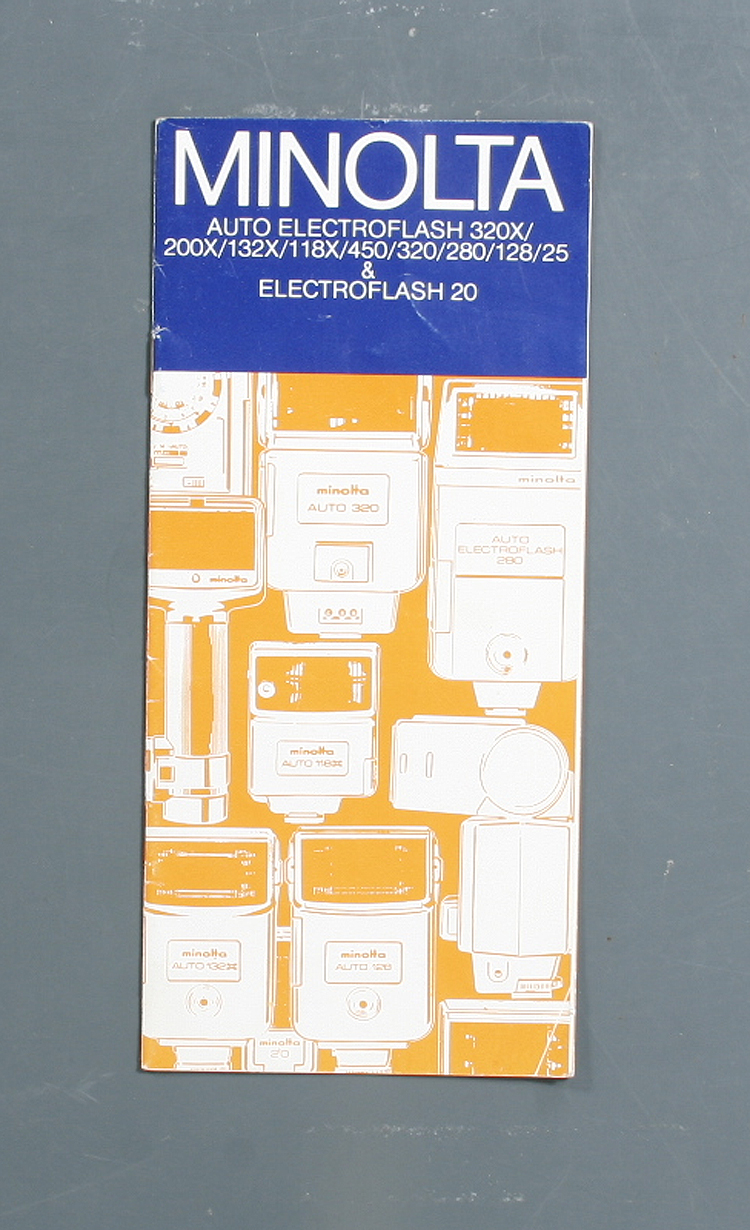 MINOLTA
AUTO ELECTROFLASH 320X/
200X/132X/118X/450/320/280/128/25
&
ELECTROFLASH 20
minolta
AUTO 320
minolta
AUTO
ELECTROFLASH
280
minolta
minolta
AUTO 118X
minolta
AUTO 132X
minolta
AUTO 128
minolta
20